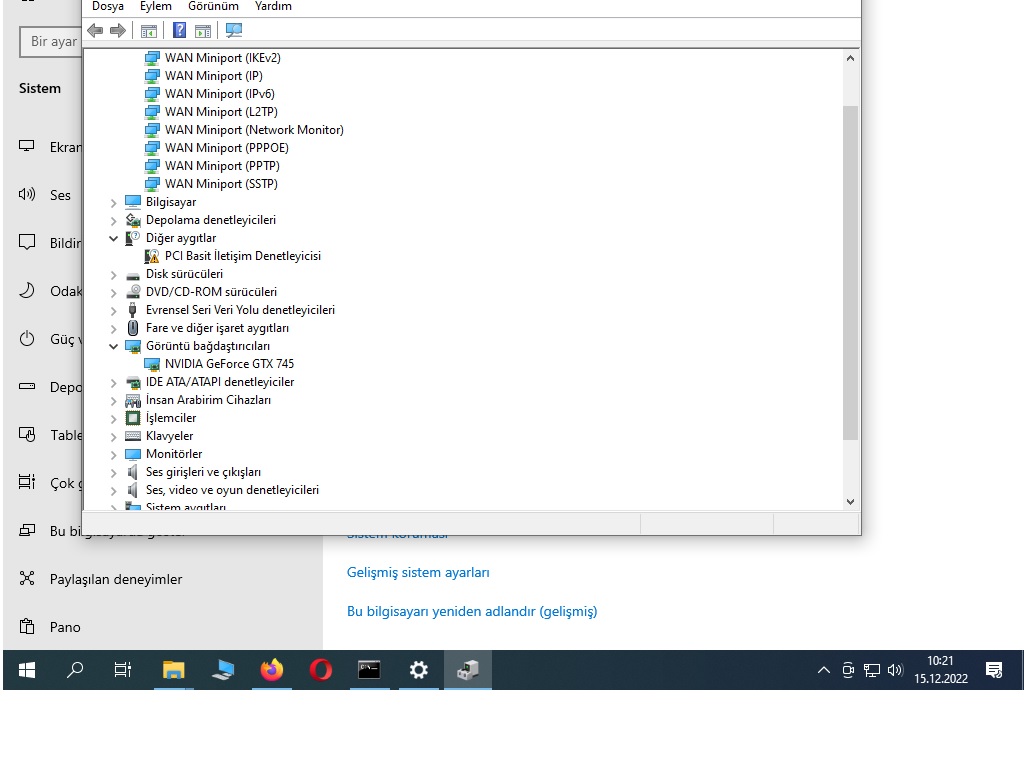 Dosya Eylem Görünüm Yardım
Bir ayar
Sistem
Ekran
Ses
Bildir
Odak
Güç v
Depo
Table
Çok g
Bu bi
Paylaşılan deneyimler
Pano
WAN Miniport (IKEv2)
WAN Miniport (IP)
WAN Miniport (IPv6)
WAN Miniport (L2TP)
WAN Miniport (Network Monitor)
WAN Miniport (PPPOE)
WAN Miniport (PPTP)
WAN Miniport (SSTP)
Bilgisayar
Depolama denetleyicileri
Diğer aygıtlar
PCI Basit İletişim Denetleyicisi
Disk sürücüleri
DVD/CD-ROM sürücüleri
Evrensel Seri Veri Yolu denetleyicileri
Fare ve diğer işaret aygıtları
Görüntü bağdaştırıcıları
NVIDIA GeForce GTX 745
IDE ATA/ATAPI denetleyiciler
İnsan Arabirim Cihazları
İşlemciler
Klavyeler
Monitörler
Ses girişleri ve çıkışları
Ses, video ve oyun denetleyicileri
Sistem aygıtları
Sistem koruması
Gelişmiş sistem ayarları
Bu bilgisayarı yeniden adlandır (gelişmiş)
10:21
15.12.2022